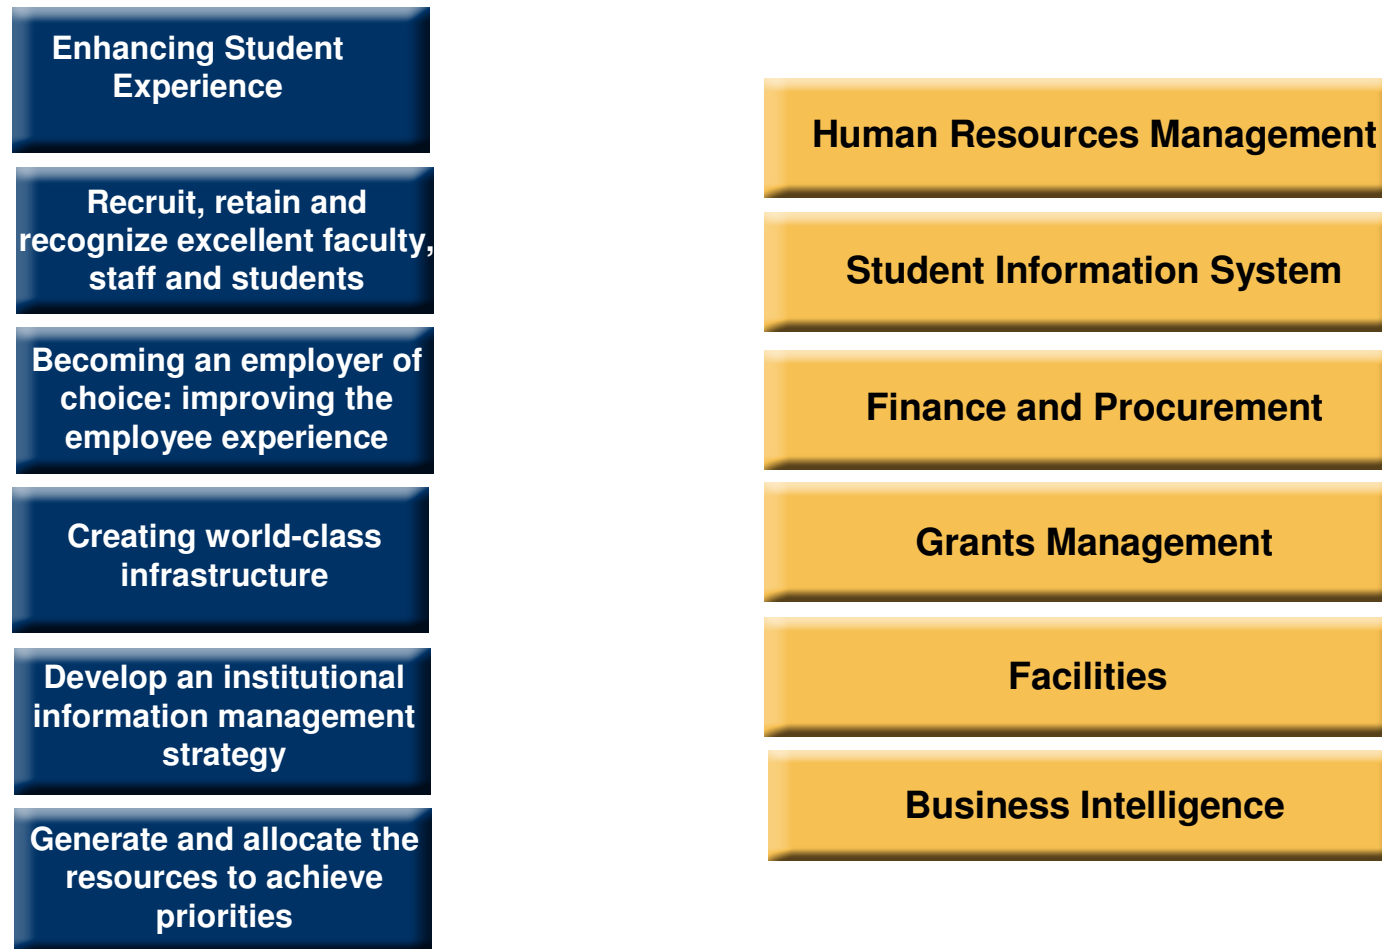 Enhancing Student
Experience
Recruit, retain and
recognize excellent faculty,
staff and students
Becoming an employer of
choice: improving the
employee experience
Creating world-class
infrastructure
Develop an institutional
information management
strategy
Generate and allocate the
resources to achieve
priorities
Human Resources Management
Student Information System
Finance and Procurement
Grants Management
Facilities
Business Intelligence